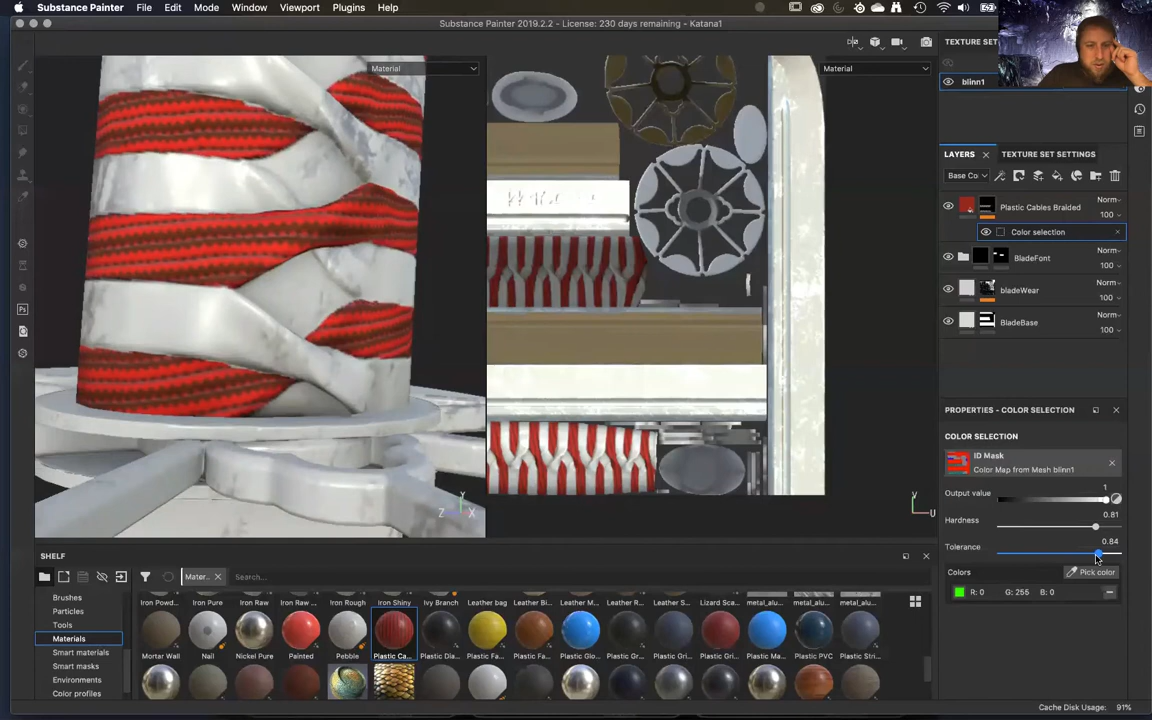 Substance Painter File Edit Mode Window Viewport Plugins Help
Substance Painter 2019.2.2 - License: 230 days remaining - Katana1
Material
Material
TEXTURE SET
blinn1
LAYERS
TEXTURE SET SETTINGS
Base Co
Plastic Cables Braided
Norm
100
Color selection
BladeFont
Norm
100
bladeWear
Norm
100
BladeBase
Norm
100
Z X Y
V U
PROPERTIES - COLOR SELECTION
COLOR SELECTION
ID Mask
Color Map from Mesh blinn1
Output value 1
Hardness 0.81
Tolerance 0.84
Colors Pick color
R: 0 G: 255 B: 0
SHELF
Mater... Search...
Brushes
Particles
Tools
Materials
Smart materials
Smart masks
Environments
Color profiles
Iron Powd... Iron Pure Iron Raw Iron Raw ... Iron Rough Iron Shiny Ivy Branch Leather bag Leather B... Leather M... Leather R... Leather S... Lizard Sca... metal_alu... metal_alu... metal_alu...
Mortar Wall Nail Nickel Pure Painted Pebble Plastic Ca... Plastic Dia... Plastic Fa... Plastic Fa... Plastic Glo... Plastic Gri... Plastic Gri... Plastic Gri... Plastic Ma... Plastic PVC Plastic Stri...
Cache Disk Usage: 91%